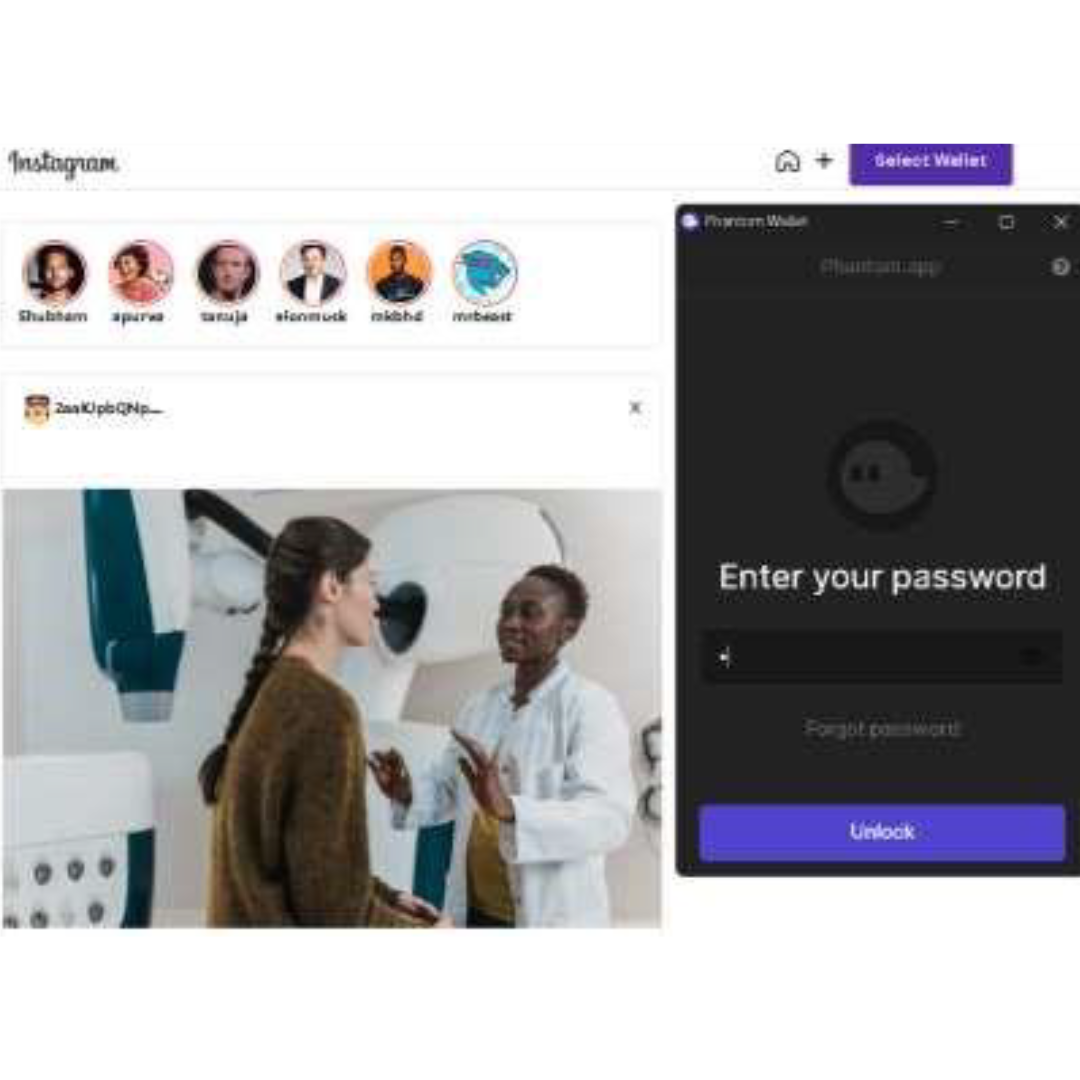 Instagram
Select Wallet
Phantom Wallet
Phantom.app
Shubham apurva tanuja elonmusk mkbhd mrbeast
2aaKJpbQNp...
x
Enter your password
Forgot password
Unlock